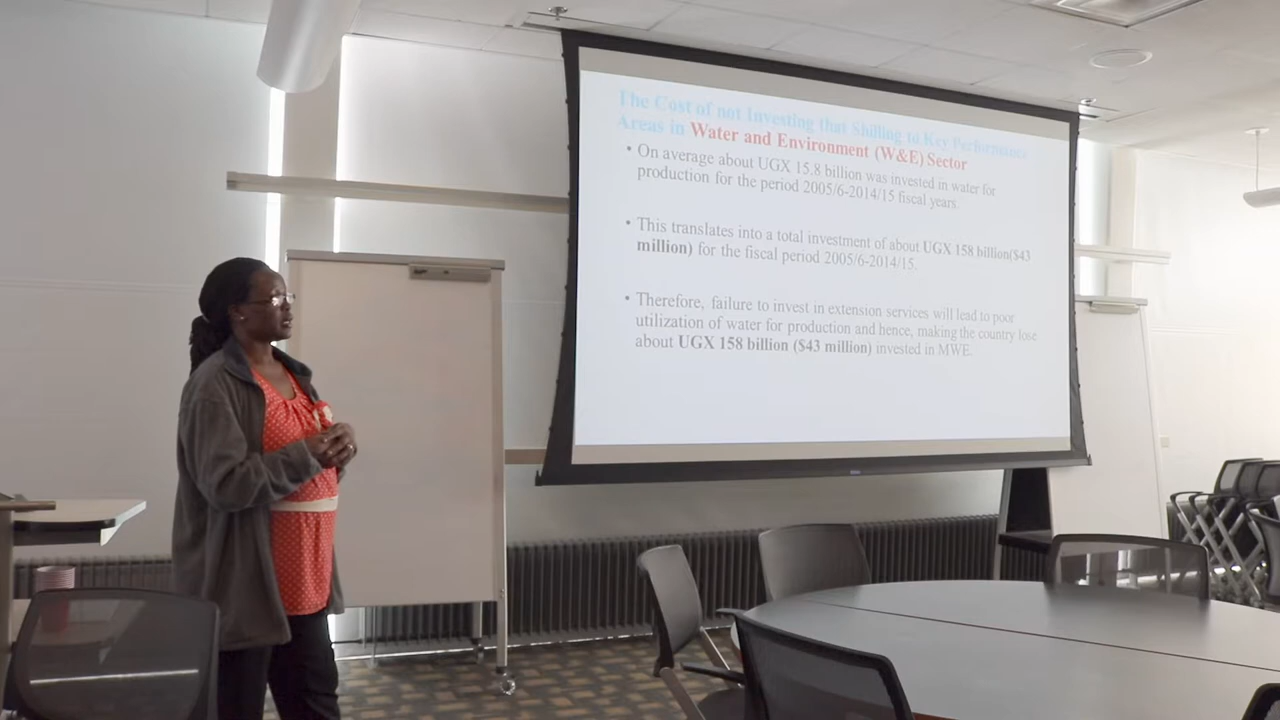 The Cost of not Investing that Skilling to Key Performance
Areas in Water and Environment (W&E) Sector
• On average about UGX 15.8 billion was invested in water for
production for the period 2005/6-2014/15 fiscal years.
• This translates into a total investment of about UGX 158 billion($43
million) for the fiscal period 2005/6-2014/15.
• Therefore, failure to invest in extension services will lead to poor
utilization of water for production and hence, making the country lose
about UGX 158 billion ($43 million) invested in MWE.